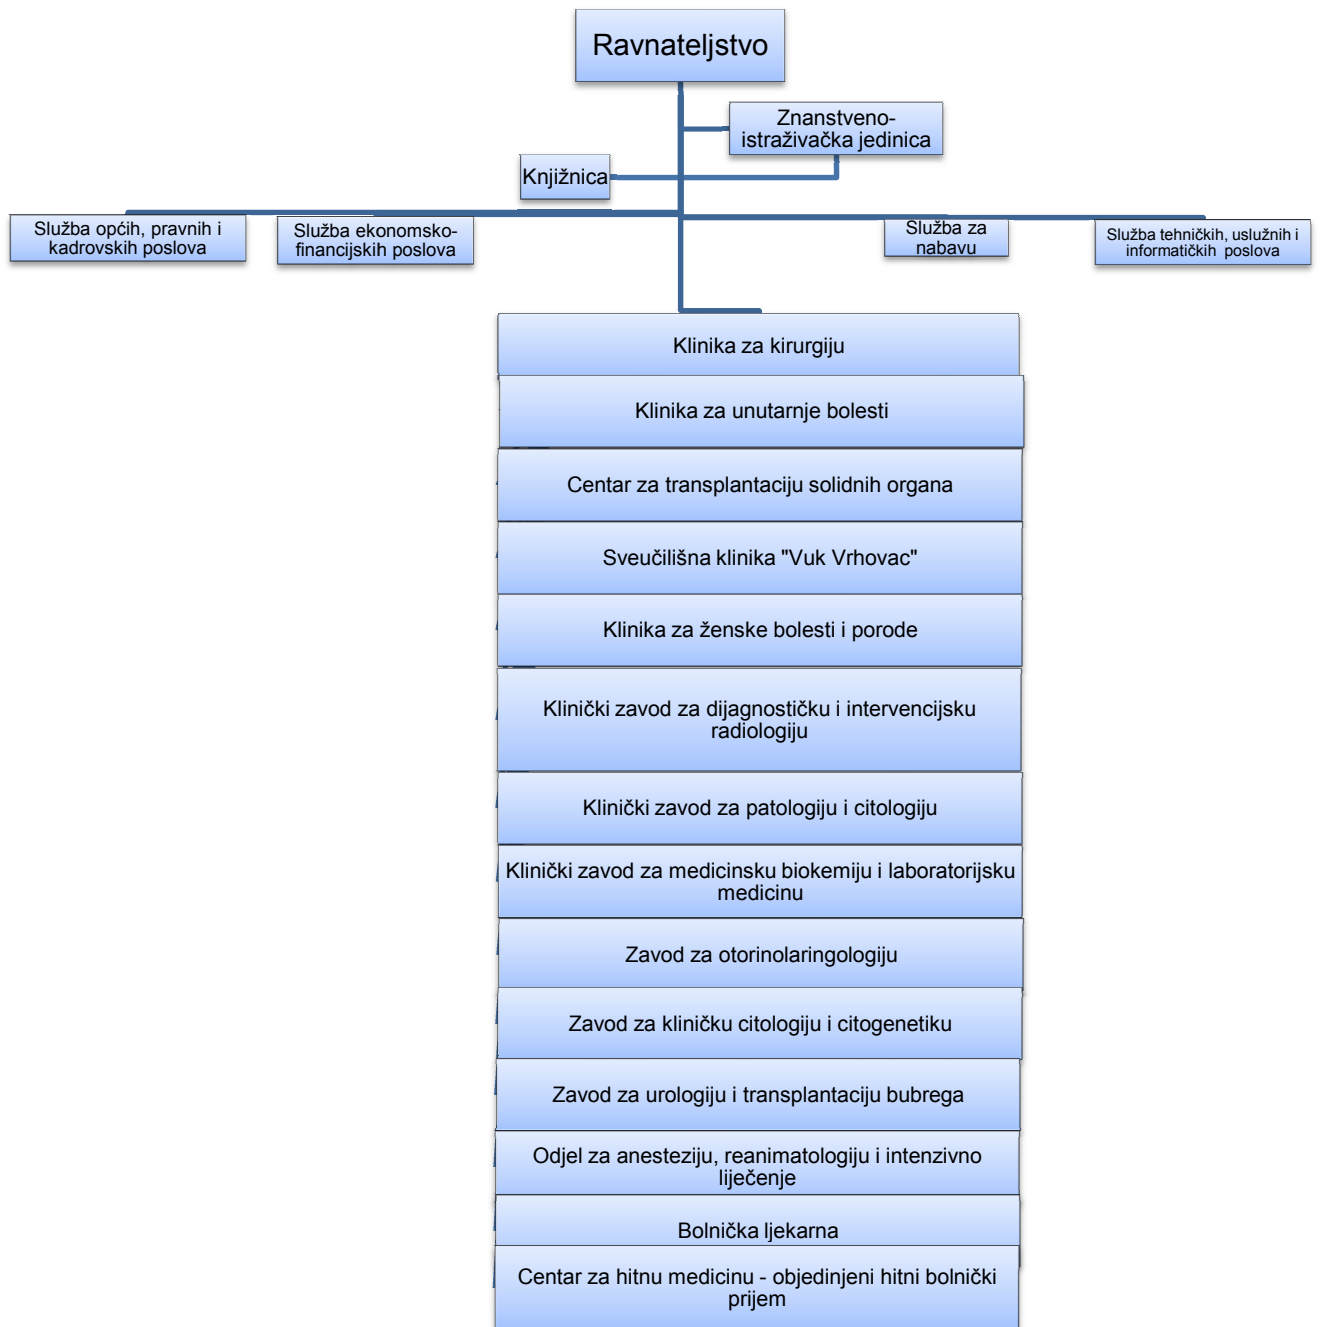 Ravnateljstvo
Znanstveno-
istraživačka jedinica
Knjižnica
Služba općih, pravnih i
kadrovskih poslova
Služba ekonomsko-
financijskih poslova
Služba za
nabavu
Služba tehničkih, uslužnih i
informatičkih poslova
Klinika za kirurgiju
Klinika za unutarnje bolesti
Centar za transplantaciju solidnih organa
Sveučilišna klinika "Vuk Vrhovac"
Klinika za ženske bolesti i porode
Klinički zavod za dijagnostičku i intervencijsku
radiologiju
Klinički zavod za patologiju i citologiju
Klinički zavod za medicinsku biokemiju i laboratorijsku
medicinu
Zavod za otorinolaringologiju
Zavod za kliničku citologiju i citogenetiku
Zavod za urologiju i transplantaciju bubrega
Odjel za anesteziju, reanimatologiju i intenzivno
liječenje
Bolnička ljekarna
Centar za hitnu medicinu - objedinjeni hitni bolnički
prijem